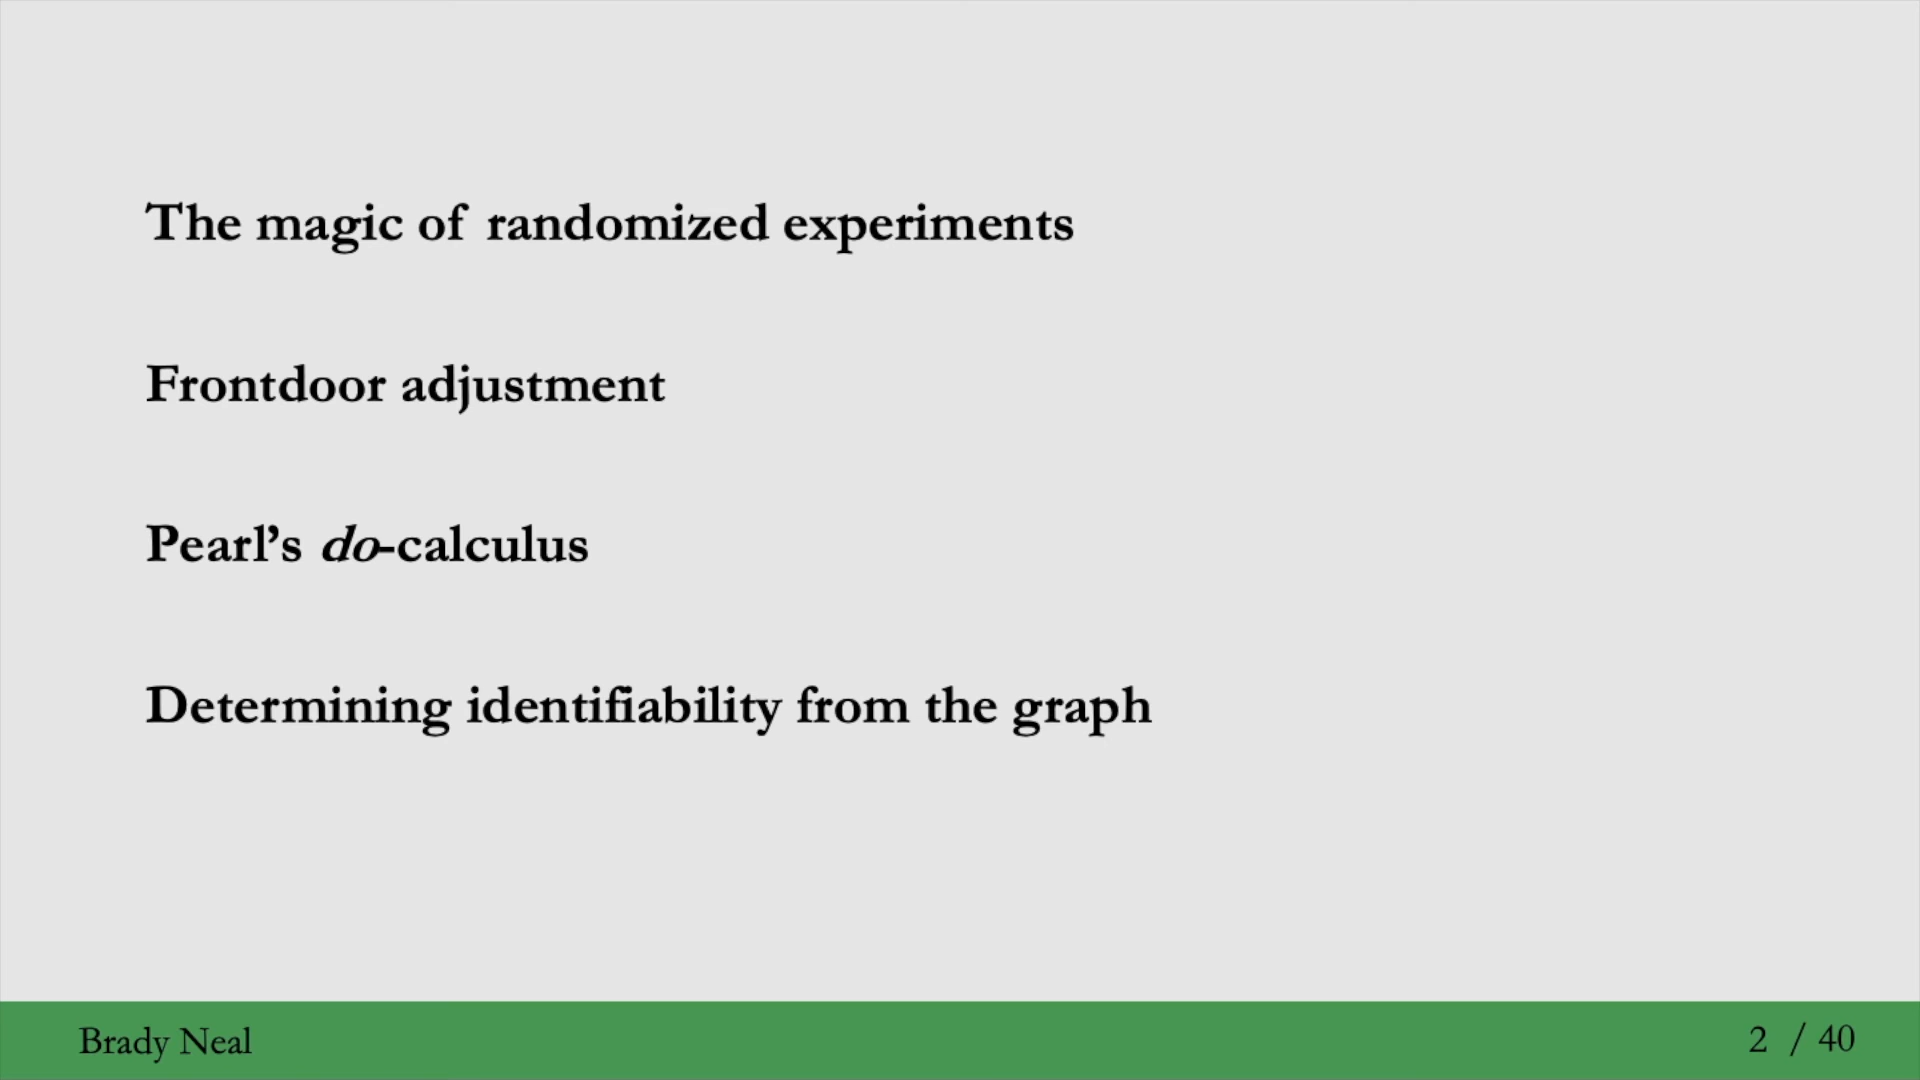 The magic of randomized experiments
Frontdoor adjustment
Pearl’s do-calculus
Determining identifiability from the graph
Brady Neal
2 / 40